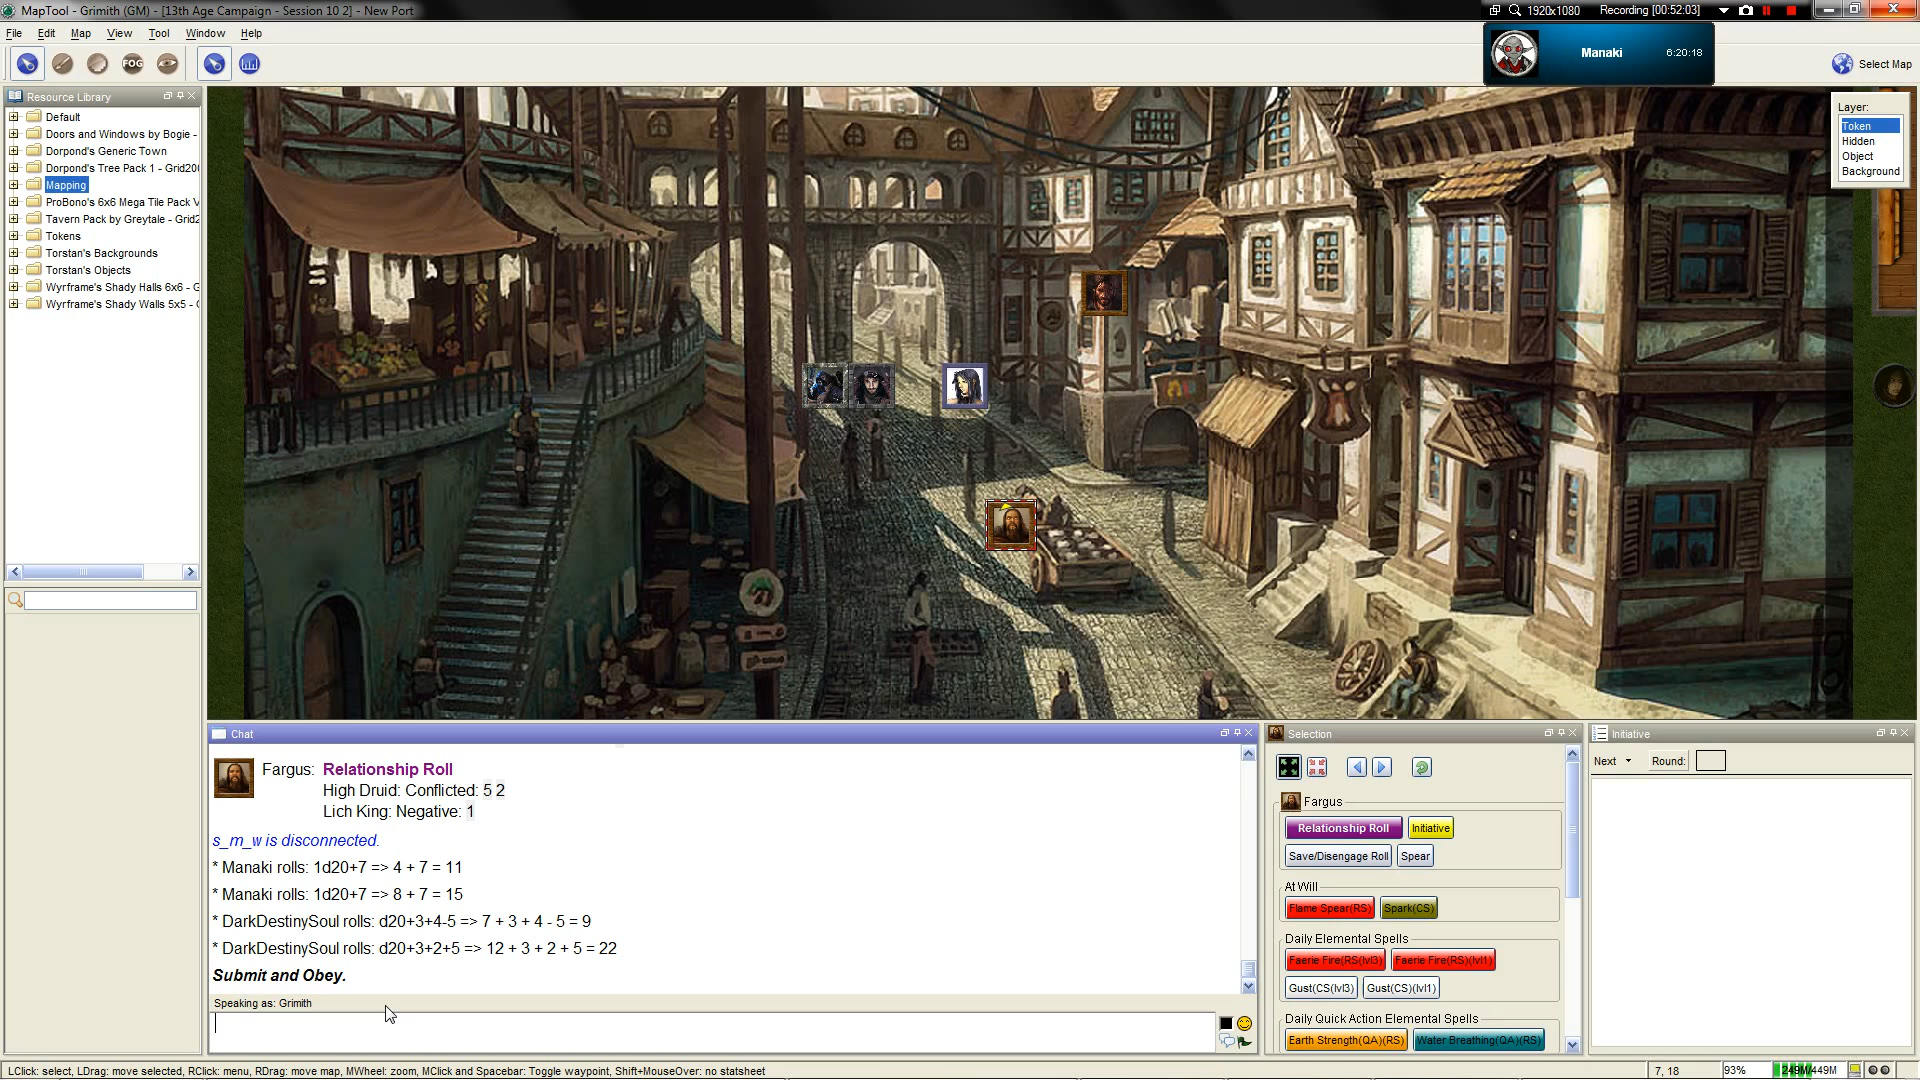 MapTool - Grimith (GM) - [13th Age Campaign - Session 10 2] - New Port
1920x1080
Recording [00:52:03]
File Edit Map View Tool Window Help
FOG
Manaki 6:20:18
Select Map
Resource Library
Default
Doors and Windows by Bogie -
Dorpond's Generic Town
Dorpond's Tree Pack 1 - Grid20
Mapping
ProBono's 6x6 Mega Tile Pack V
Tavern Pack by Greytale - Grid2
Tokens
Torstan's Backgrounds
Torstan's Objects
Wyrframe's Shady Halls 6x6 - G
Wyrframe's Shady Walls 5x5 - (
Layer:
Token
Hidden
Object
Background
Chat
Fargus: Relationship Roll
High Druid: Conflicted: 5 2
Lich King: Negative: 1
s_m_w is disconnected.
* Manaki rolls: 1d20+7 => 4 + 7 = 11
* Manaki rolls: 1d20+7 => 8 + 7 = 15
* DarkDestinySoul rolls: d20+3+4-5 => 7 + 3 + 4 - 5 = 9
* DarkDestinySoul rolls: d20+3+2+5 => 12 + 3 + 2 + 5 = 22
Submit and Obey.
Speaking as: Grimith
Selection
Fargus
Relationship Roll Initiative
Save/Disengage Roll Spear
At Will
Flame Spear(RS) Spark(CS)
Daily Elemental Spells
Faerie Fire(RS)(lvl3) Faerie Fire(RS)(lvl1)
Gust(CS(lvl3) Gust(CS)(lvl1)
Daily Quick Action Elemental Spells
Earth Strength(QA)(RS) Water Breathing(QA)(RS)
Initiative
Next Round:
LClick: select, LDrag: move selected, RClick: menu, RDrag: move map, MWheel: zoom, MClick and Spacebar: Toggle waypoint, Shift+MouseOver: no statsheet
7, 18
93%
249M/449M